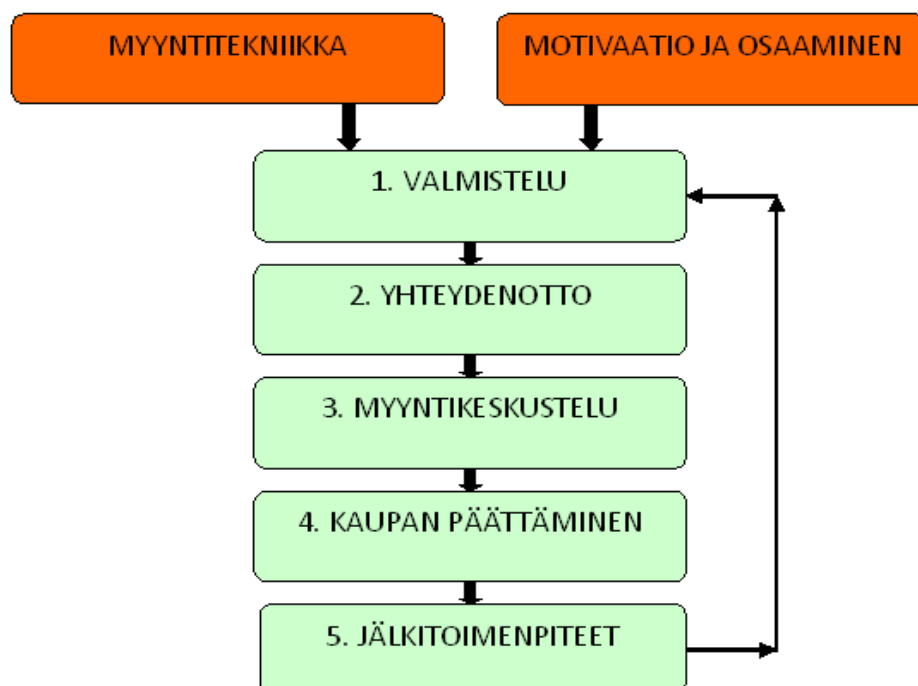 MYYNTITEKNIIKKA
MOTIVAATIO JA OSAAMINEN
1. VALMISTELU
2. YHTEYDENOTTO
3. MYYNTIKESKUSTELU
4. KAUPAN PÄÄTTÄMINEN
5. JÄLKITOIMENPITEET